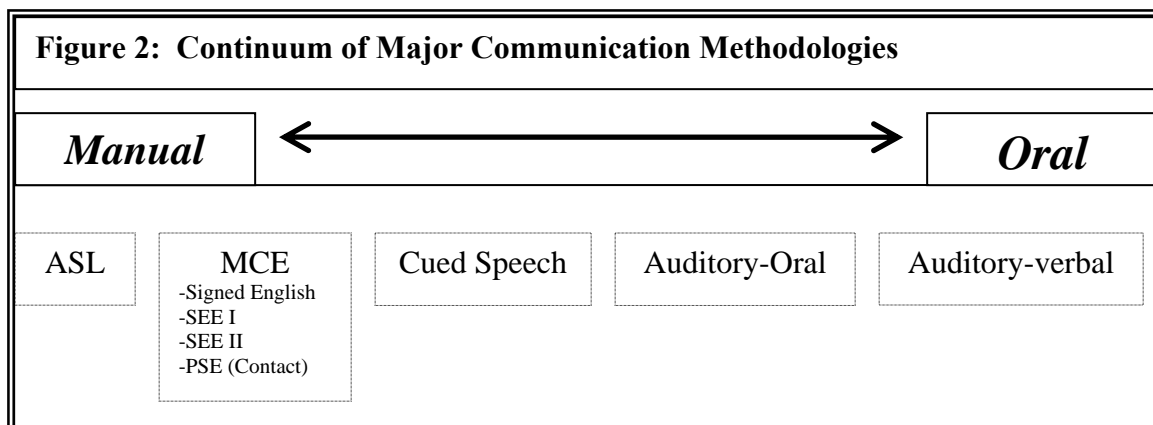 Figure 2:  Continuum of Major Communication Methodologies
Manual
Oral
ASL
MCE
-Signed English
-SEE I
-SEE II
-PSE (Contact)
Cued Speech
Auditory-Oral
Auditory-verbal